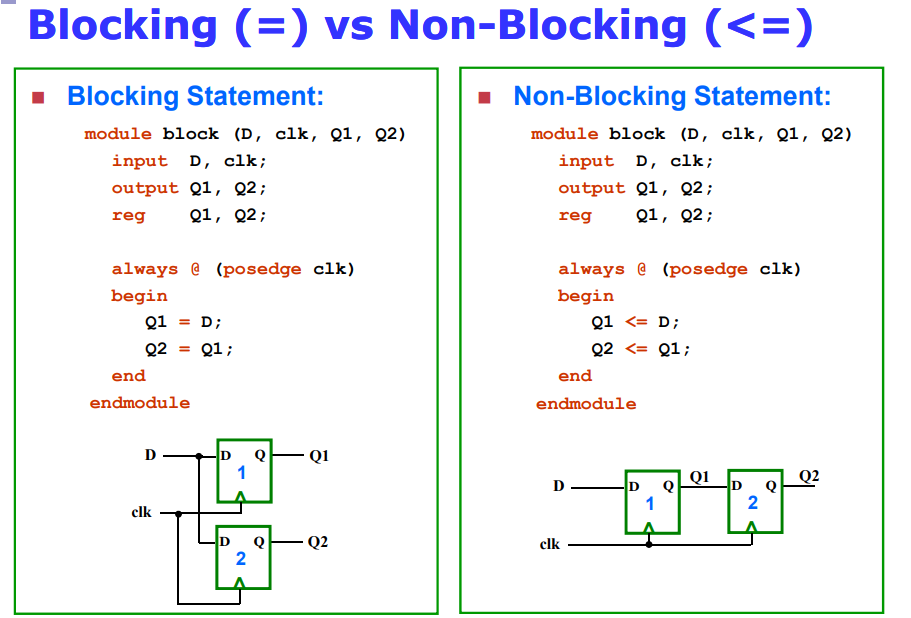 Blocking (=) vs Non-Blocking (<=)
Blocking Statement:
module block (D, clk, Q1, Q2)
input D, clk;
output Q1, Q2;
reg Q1, Q2;
always @ (posedge clk)
begin
Q1 = D;
Q2 = Q1;
end
endmodule
D D Q Q1
1
clk
D Q Q2
2
Non-Blocking Statement:
module block (D, clk, Q1, Q2)
input D, clk;
output Q1, Q2;
reg Q1, Q2;
always @ (posedge clk)
begin
Q1 <= D;
Q2 <= Q1;
end
endmodule
D D Q Q1 D Q Q2
1 2
clk